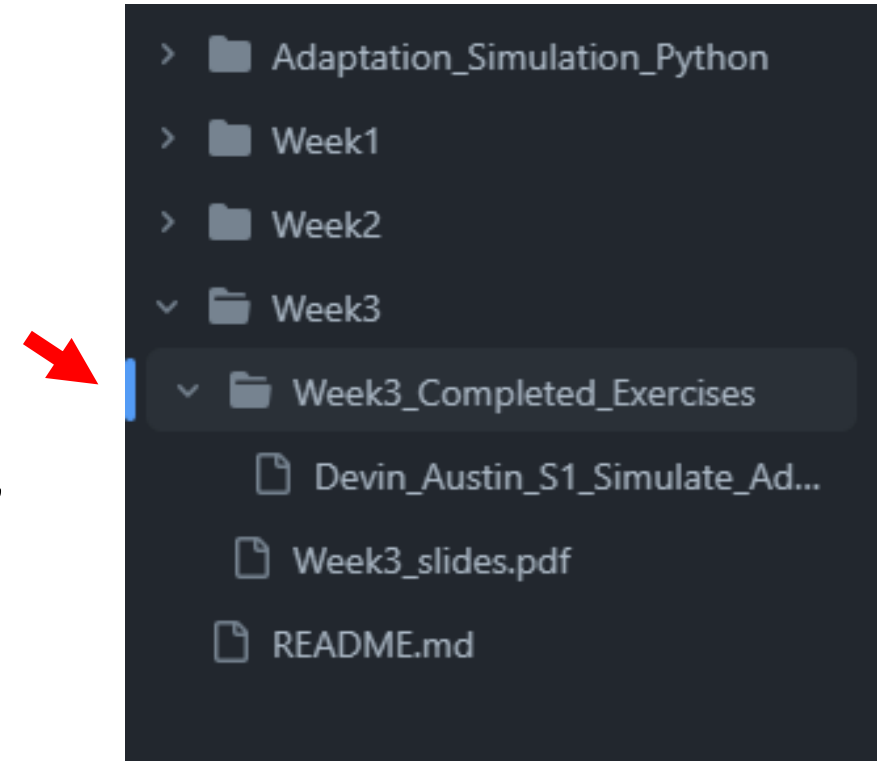 Adaptation_Simulation_Python
Week1
Week2
Week3
Week3_Completed_Exercises
Devin_Austin_S1_Simulate_Ad...
Week3_slides.pdf
README.md